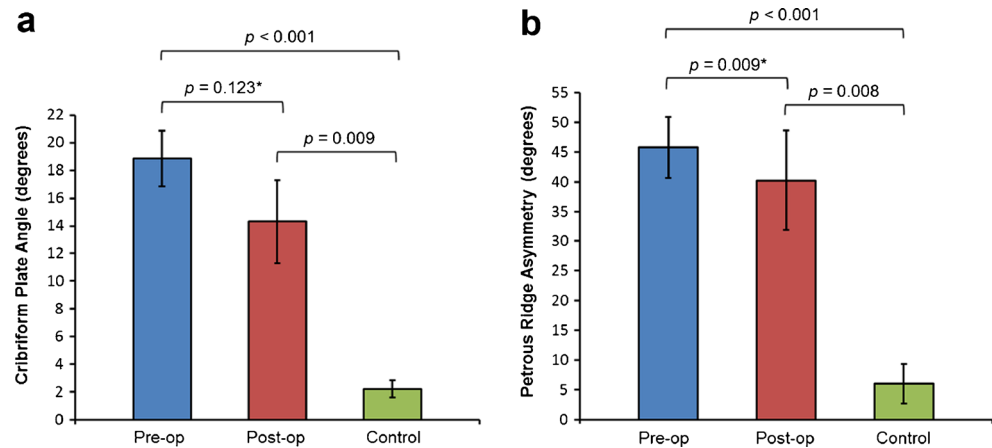 a
p < 0.001
p = 0.123*
p = 0.009
Cribriform Plate Angle (degrees)
22
20
18
16
14
12
10
8
6
4
2
0
Pre-op Post-op Control
b
p < 0.001
p = 0.009*
p = 0.008
Petrous Ridge Asymmetry (degrees)
55
50
45
40
35
30
25
20
15
10
5
0
Pre-op Post-op Control